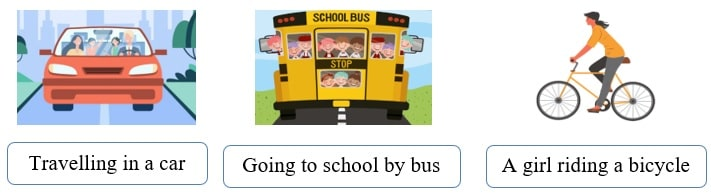 SCHOOL BUS
STOP
Travelling in a car
Going to school by bus
A girl riding a bicycle